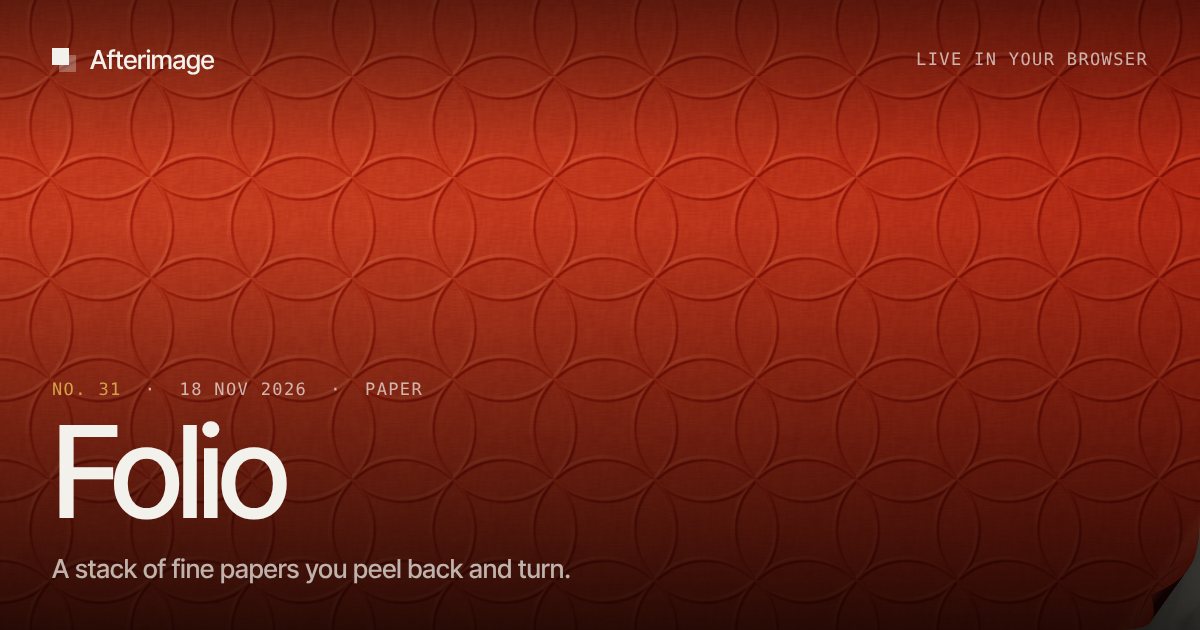 Afterimage
LIVE IN YOUR BROWSER
NO. 31 · 18 NOV 2026 · PAPER
Folio
A stack of fine papers you peel back and turn.